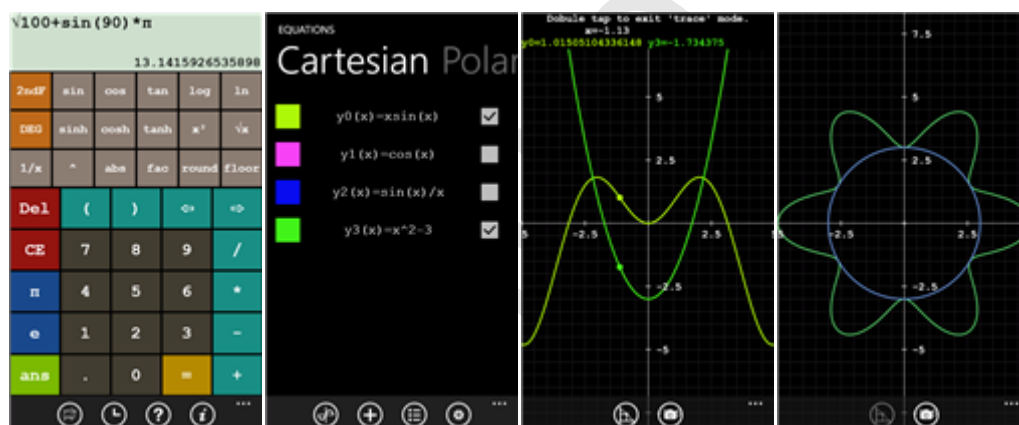 √100+sin(90)*π
13.1415926535898
2ndF sin cos tan log ln
DEG sinh cosh tanh x² √x
1/x ^ abs fac round floor
Del ( ) ⇦ ⇨
CE 7 8 9 /
π 4 5 6 *
e 1 2 3 -
ans . 0 = +
EQUATIONS
Cartesian Polar
y0(x)=xsin(x)
y1(x)=cos(x)
y2(x)=sin(x)/x
y3(x)=x^2-3
Dobule tap to exit 'trace' mode.
x=-1.13
y0=1.01505104336148 y3=-1.734375
5
2.5
-2.5 2.5
-2.5
-5
7.5
5
2.5
5 -2.5 2.5
-2.5
-5